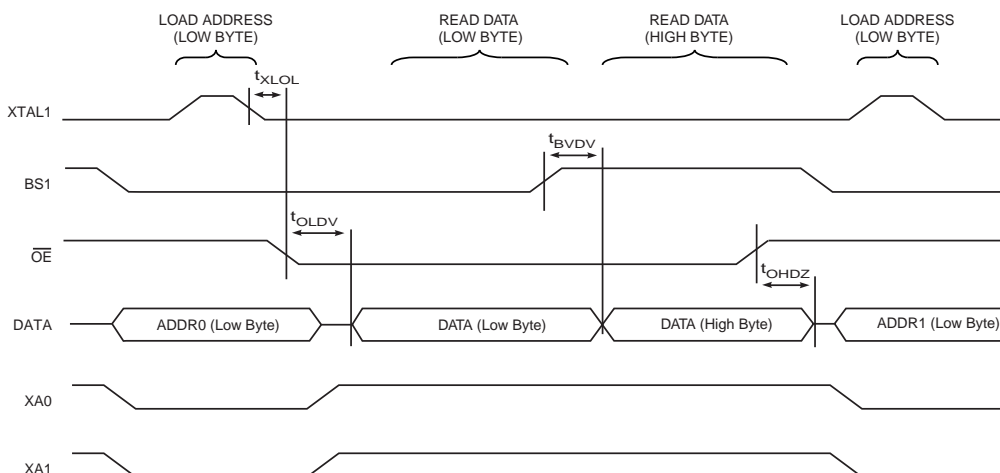 LOAD ADDRESS
(LOW BYTE)
READ DATA
(LOW BYTE)
READ DATA
(HIGH BYTE)
LOAD ADDRESS
(LOW BYTE)
tXLOL
XTAL1
tBVDV
BS1
tOLDV
OE
tOHDZ
DATA
ADDR0 (Low Byte)
DATA (Low Byte)
DATA (High Byte)
ADDR1 (Low Byte)
XA0
XA1